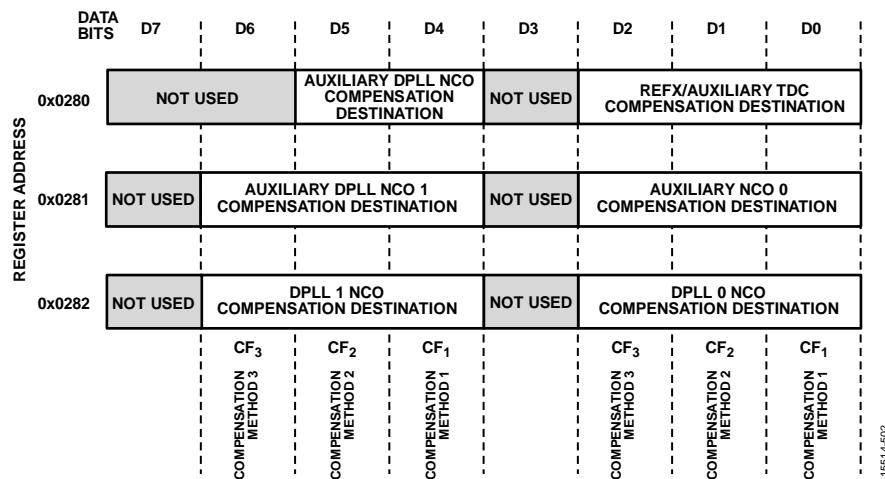 DATA
BITS
D7
D6
D5
D4
D3
D2
D1
D0
REGISTER ADDRESS
0x0280
NOT USED
AUXILIARY DPLL NCO
COMPENSATION
DESTINATION
NOT USED
REFX/AUXILIARY TDC
COMPENSATION DESTINATION
0x0281
NOT USED
AUXILIARY DPLL NCO 1
COMPENSATION DESTINATION
NOT USED
AUXILIARY NCO 0
COMPENSATION DESTINATION
0x0282
NOT USED
DPLL 1 NCO
COMPENSATION DESTINATION
NOT USED
DPLL 0 NCO
COMPENSATION DESTINATION
CF3
CF2
CF1
CF3
CF2
CF1
COMPENSATION
METHOD 3
COMPENSATION
METHOD 2
COMPENSATION
METHOD 1
COMPENSATION
METHOD 3
COMPENSATION
METHOD 2
COMPENSATION
METHOD 1
15514-502